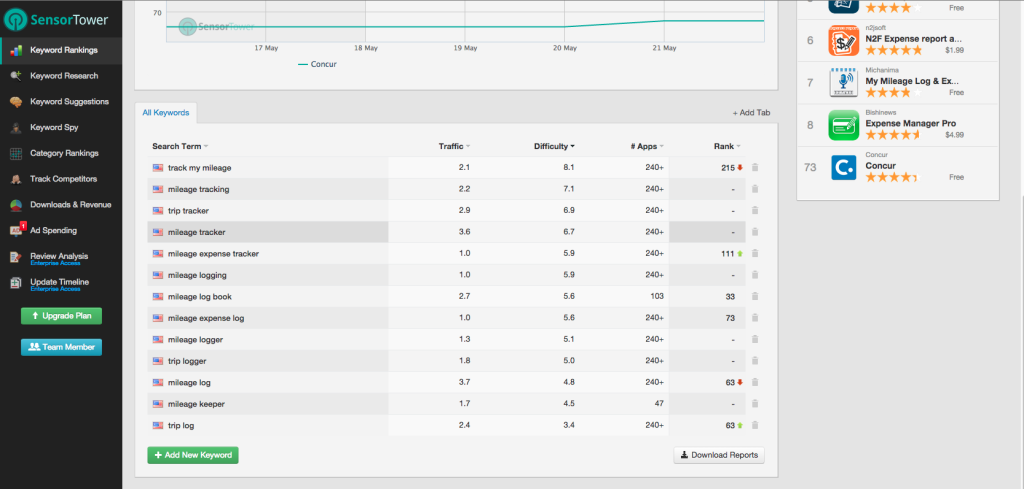 SensorTower
Keyword Rankings
Keyword Research
Keyword Suggestions
Keyword Spy
Category Rankings
Track Competitors
Downloads & Revenue
1
Ad Spending
Review Analysis
Enterprise Access
Update Timeline
Enterprise Access
Upgrade Plan
Team Member
70
SensorTower
17 May 18 May 19 May 20 May 21 May
Concur
All Keywords
+ Add Tab
Search Term Traffic Difficulty # Apps Rank
track my mileage 2.1 8.1 240+ 215
mileage tracking 2.2 7.1 240+ -
trip tracker 2.9 6.9 240+ -
mileage tracker 3.6 6.7 240+ -
mileage expense tracker 1.0 5.9 240+ 111
mileage logging 1.0 5.9 240+ -
mileage log book 2.7 5.6 103 33
mileage expense log 1.0 5.6 240+ 73
mileage logger 1.3 5.1 240+ -
trip logger 1.8 5.0 240+ -
mileage log 3.7 4.8 240+ 63
mileage keeper 1.7 4.5 47 -
trip log 2.4 3.4 240+ 63
+ Add New Keyword
Download Reports
Free
6
n2jsoft
N2F Expense report a...
$1.99
7
Michanima
My Mileage Log & Ex...
Free
8
Bishinews
Expense Manager Pro
$4.99
73
Concur
Concur
Free